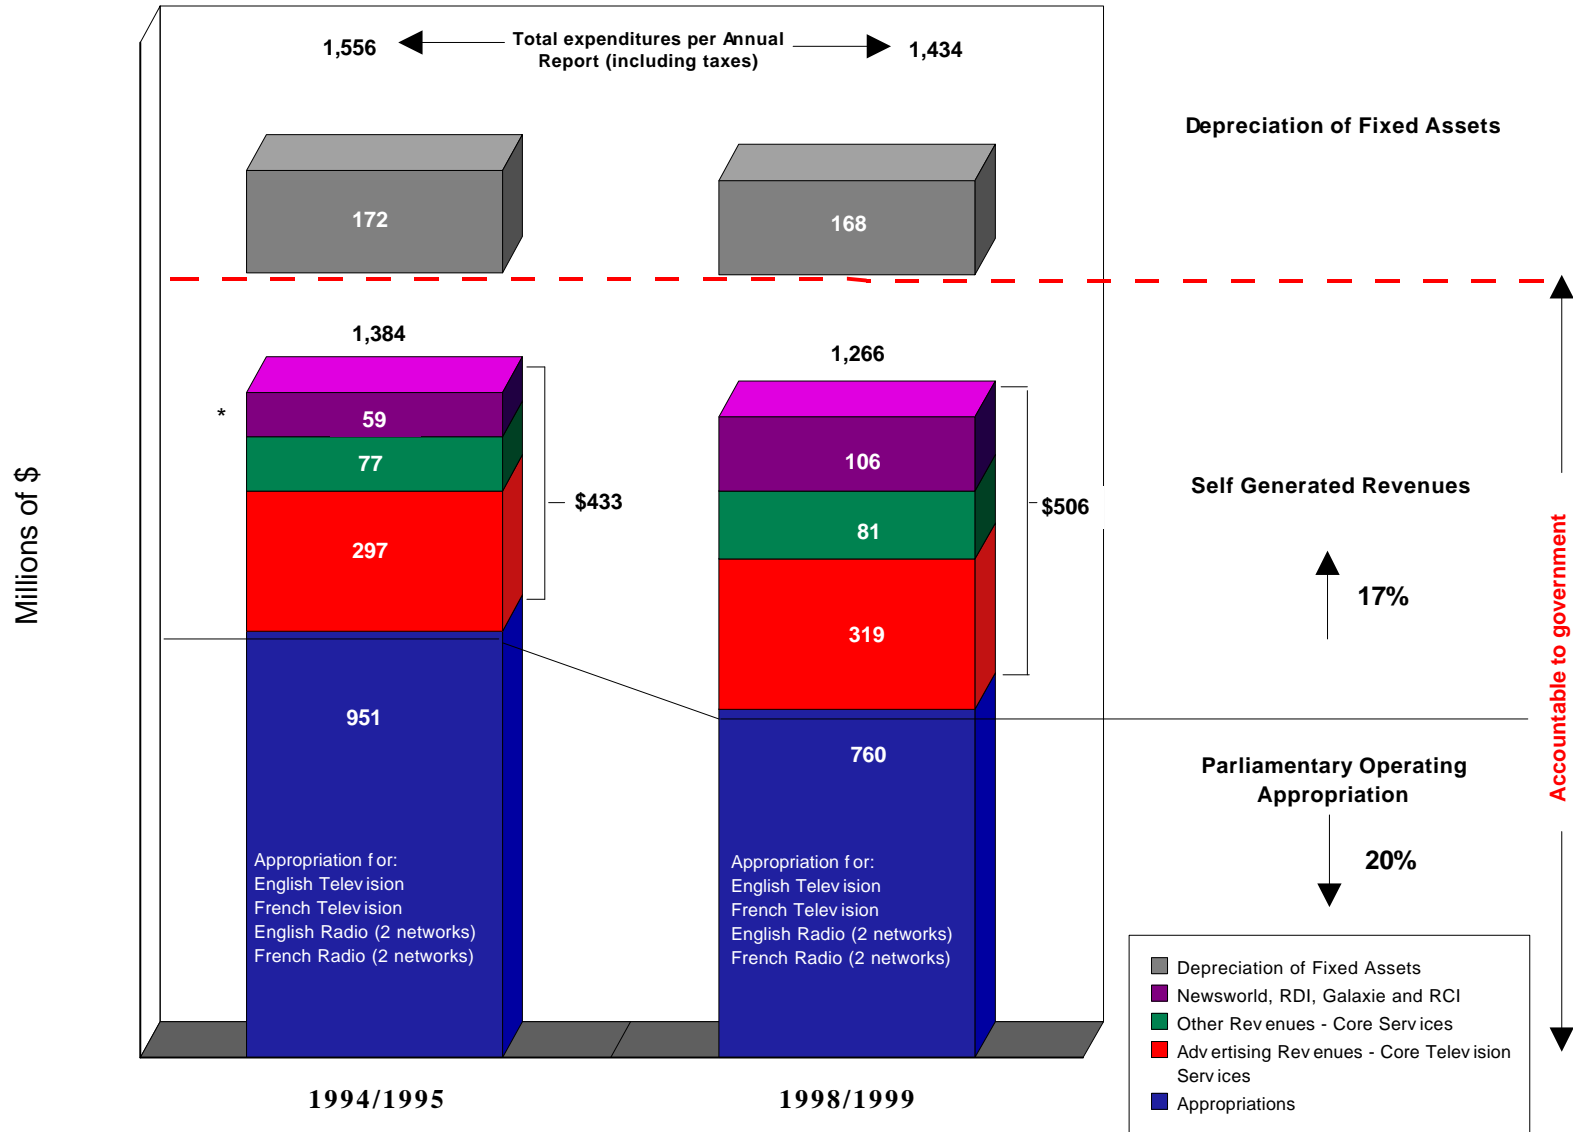 1,556
Total expenditures per Annual
Report (including taxes)
1,434
Depreciation of Fixed Assets
172
168
1,384
1,266
*
59
77
297
951
$433
106
81
319
760
$506
Self Generated Revenues
17%
Parliamentary Operating
Appropriation
20%
Accountable to government
Millions of $
Appropriation for:
English Television
French Television
English Radio (2 networks)
French Radio (2 networks)
Appropriation for:
English Television
French Television
English Radio (2 networks)
French Radio (2 networks)
Depreciation of Fixed Assets
Newsworld, RDI, Galaxie and RCI
Other Revenues - Core Services
Advertising Revenues - Core Television
Services
Appropriations
1994/1995
1998/1999